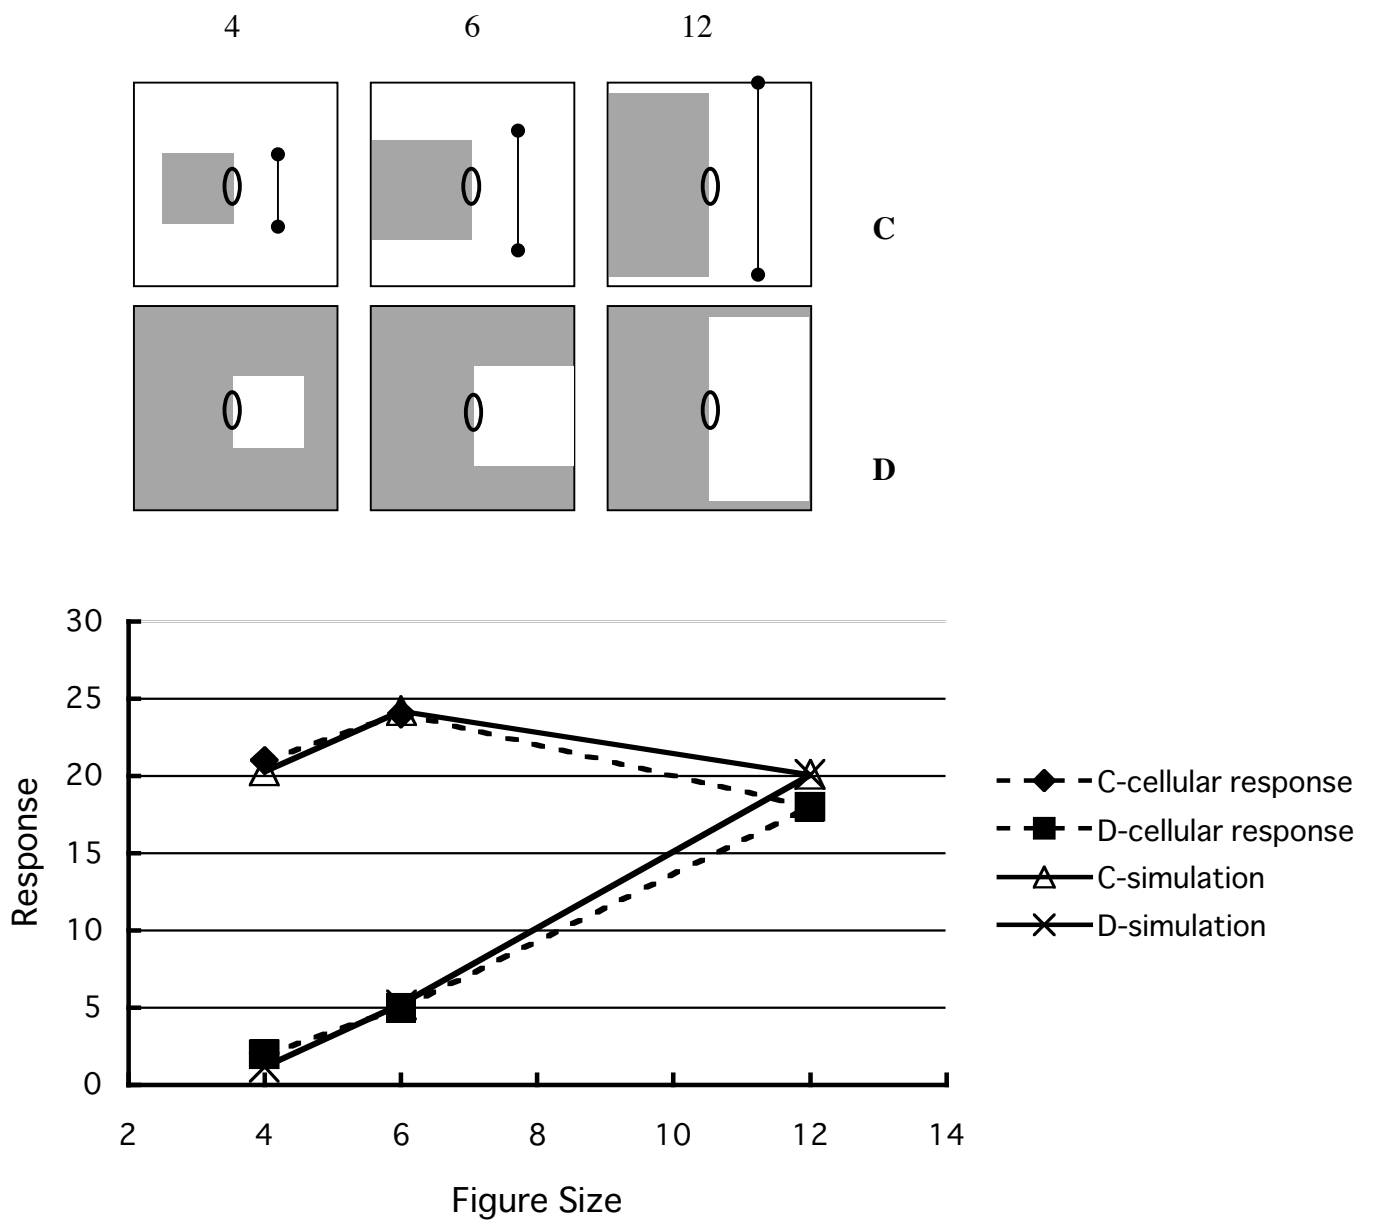 4 6 12
C
D
30
25
20
15
10
5
0
Response
2 4 6 8 10 12 14
Figure Size
C-cellular response
D-cellular response
C-simulation
D-simulation